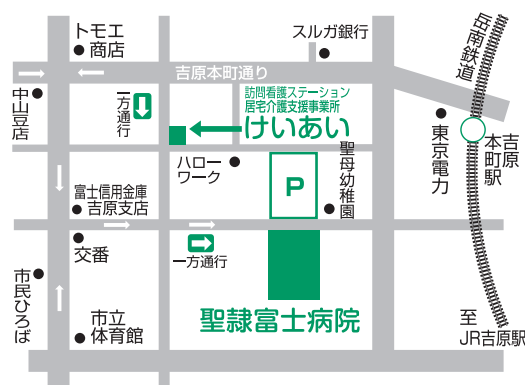 トモエ
商店
スルガ銀行
岳南鉄道
吉原本町通り
中山豆店
一方
通行
訪問看護ステーション
居宅介護支援事業所
けいあい
東京電力
吉原
本町駅
ハロー
ワーク
聖母幼稚園
P
富士信用金庫
吉原支店
交番
一方通行
市民ひろば
市立
体育館
聖隷富士病院
至
JR吉原駅